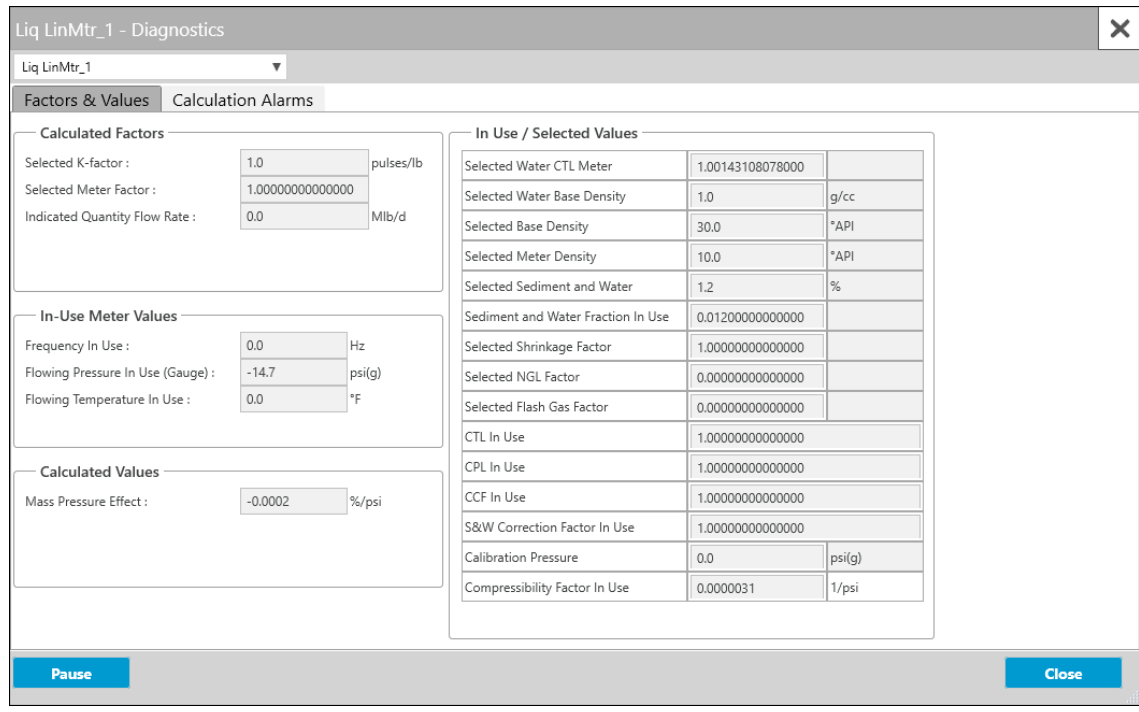 Liq LinMtr_1 - Diagnostics
Liq LinMtr_1
Factors & Values Calculation Alarms
Calculated Factors
Selected K-factor : 1.0 pulses/lb
Selected Meter Factor : 1.00000000000000
Indicated Quantity Flow Rate : 0.0 Mlb/d
In-Use Meter Values
Frequency In Use : 0.0 Hz
Flowing Pressure In Use (Gauge) : -14.7 psi(g)
Flowing Temperature In Use : 0.0 °F
Calculated Values
Mass Pressure Effect : -0.0002 %/psi
In Use / Selected Values
Selected Water CTL Meter 1.00143108078000
Selected Water Base Density 1.0 g/cc
Selected Base Density 30.0 °API
Selected Meter Density 10.0 °API
Selected Sediment and Water 1.2 %
Sediment and Water Fraction In Use 0.01200000000000
Selected Shrinkage Factor 1.00000000000000
Selected NGL Factor 0.00000000000000
Selected Flash Gas Factor 0.00000000000000
CTL In Use 1.00000000000000
CPL In Use 1.00000000000000
CCF In Use 1.00000000000000
S&W Correction Factor In Use 1.00000000000000
Calibration Pressure 0.0 psi(g)
Compressibility Factor In Use 0.0000031 1/psi
Pause Close